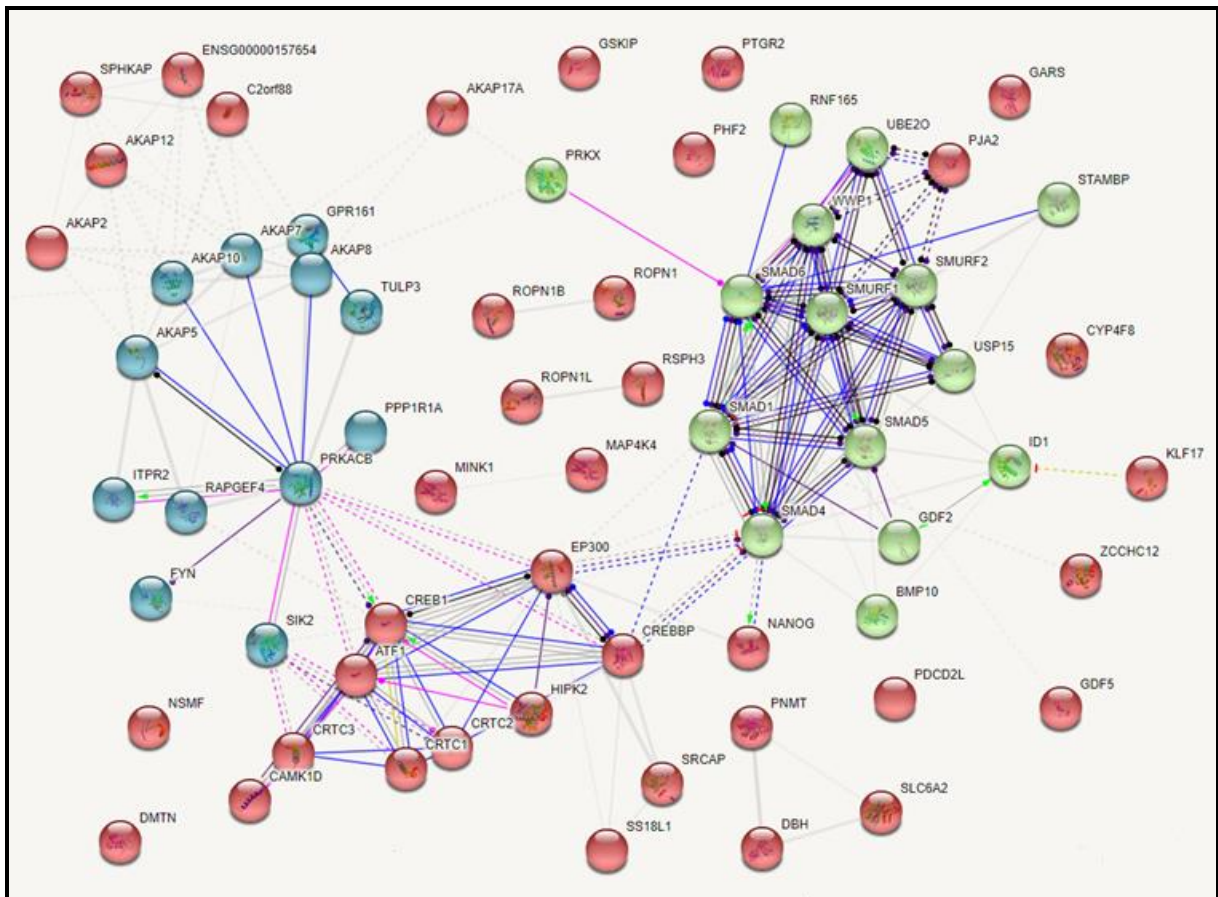 ENSG00000157654
SPHKAP
C2orf88
AKAP17A
GSKIP
PTGR2
GARS
RNF165
UBE2O
AKAP12
PHF2
PJA2
PRKX
STAMBP
AKAP2
GPR161
AKAP7
WWP1
AKAP8
AKAP10
TULP3
SMAD6
SMURF2
ROPN1
ROPN1B
SMURF1
AKAP5
CYP4F8
USP15
RSPH3
ROPN1L
SMAD1
PPP1R1A
SMAD5
MAP4K4
ID1
KLF17
PRKACB
ITPR2
RAPGEF4
MINK1
SMAD4
GDF2
EP300
ZCCHC12
FYN
BMP10
CREB1
SIK2
CREBBP
NANOG
ATF1
PDCD2L
HIPK2
GDF5
NSMF
PNMT
CRTC3
CRTC2
CRTC1
SRCAP
CAMK1D
SLC6A2
DMTN
SS18L1
DBH